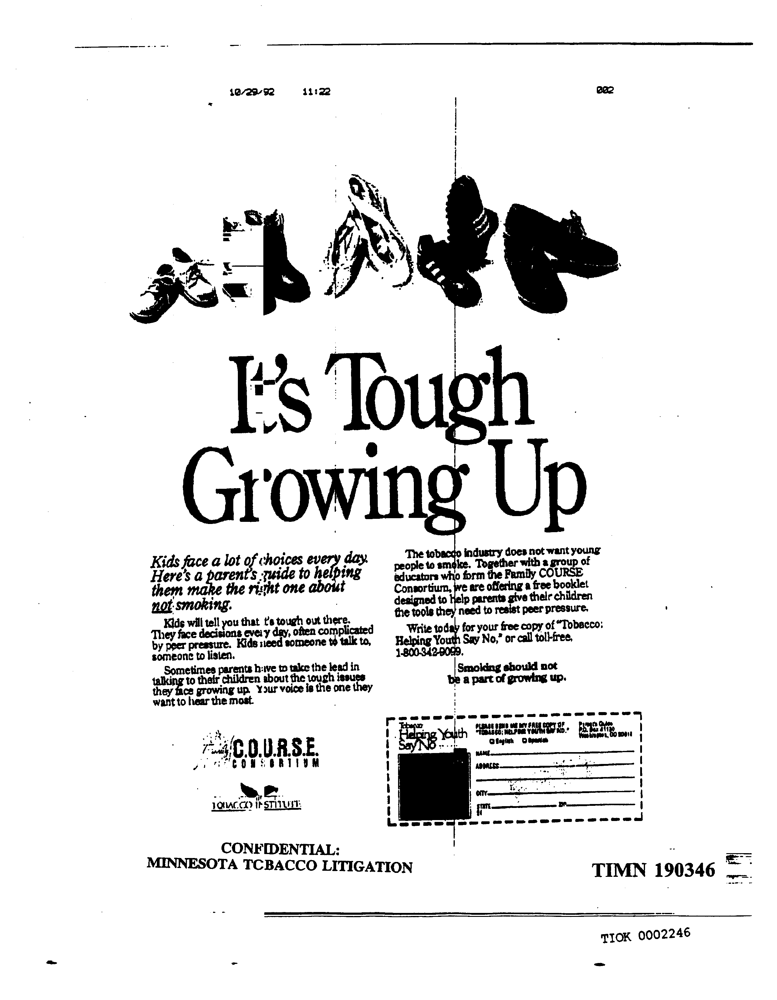 10/29/92 11:22 002
It's Tough
Growing Up
Kids face a lot of choices every day.
Here's a parent's guide to helping
them make the right one about
not smoking.
Kids will tell you that it's tough out there.
They face decisions every day, often complicated
by peer pressure. Kids need someone to talk to,
someone to listen.
Sometimes parents have to take the lead in
talking to their children about the tough issues
they face growing up. Your voice is the one they
want to hear the most.
The tobacco industry does not want young
people to smoke. Together with a group of
educators who form the Family COURSE
Consortium, we are offering a free booklet
designed to help parents give their children
the tools they need to resist peer pressure.
Write today for your free copy of "Tobacco:
Helping Youth Say No," or call toll-free,
1-800-342-9099.
Smoking should not
be a part of growing up.
C.O.U.R.S.E.
CONSORTIUM
TOBACCO INSTITUTE
Tobacco
Helping Youth
Say No
PLEASE SEND ME MY FREE COPY OF
"TOBACCO: HELPING YOUTH SAY NO."
English Spanish
Parent's Guide
P.O. Box 41130
Washington, DC 20018
NAME
ADDRESS
CITY
STATE ZIP
CONFIDENTIAL:
MINNESOTA TOBACCO LITIGATION
TIMN 190346
TIOK 0002246